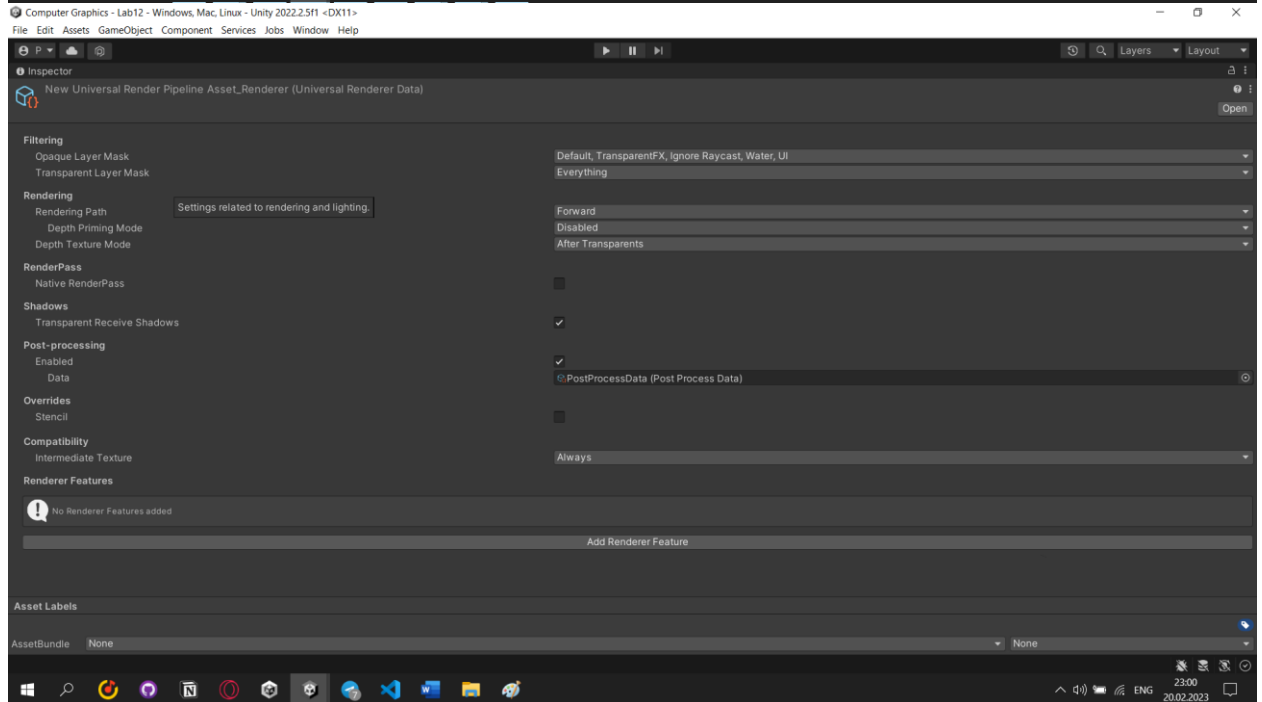 Computer Graphics - Lab12 - Windows, Mac, Linux - Unity 2022.2.5f1 <DX11>
File Edit Assets GameObject Component Services Jobs Window Help
P Layers Layout
Inspector
New Universal Render Pipeline Asset_Renderer (Universal Renderer Data)
Open
Filtering
Opaque Layer Mask Default, TransparentFX, Ignore Raycast, Water, UI
Transparent Layer Mask Everything
Rendering
Settings related to rendering and lighting.
Rendering Path Forward
Depth Priming Mode Disabled
Depth Texture Mode After Transparents
RenderPass
Native RenderPass
Shadows
Transparent Receive Shadows
Post-processing
Enabled
Data PostProcessData (Post Process Data)
Overrides
Stencil
Compatibility
Intermediate Texture Always
Renderer Features
No Renderer Features added
Add Renderer Feature
Asset Labels
AssetBundle None None
23:00
ENG
20.02.2023